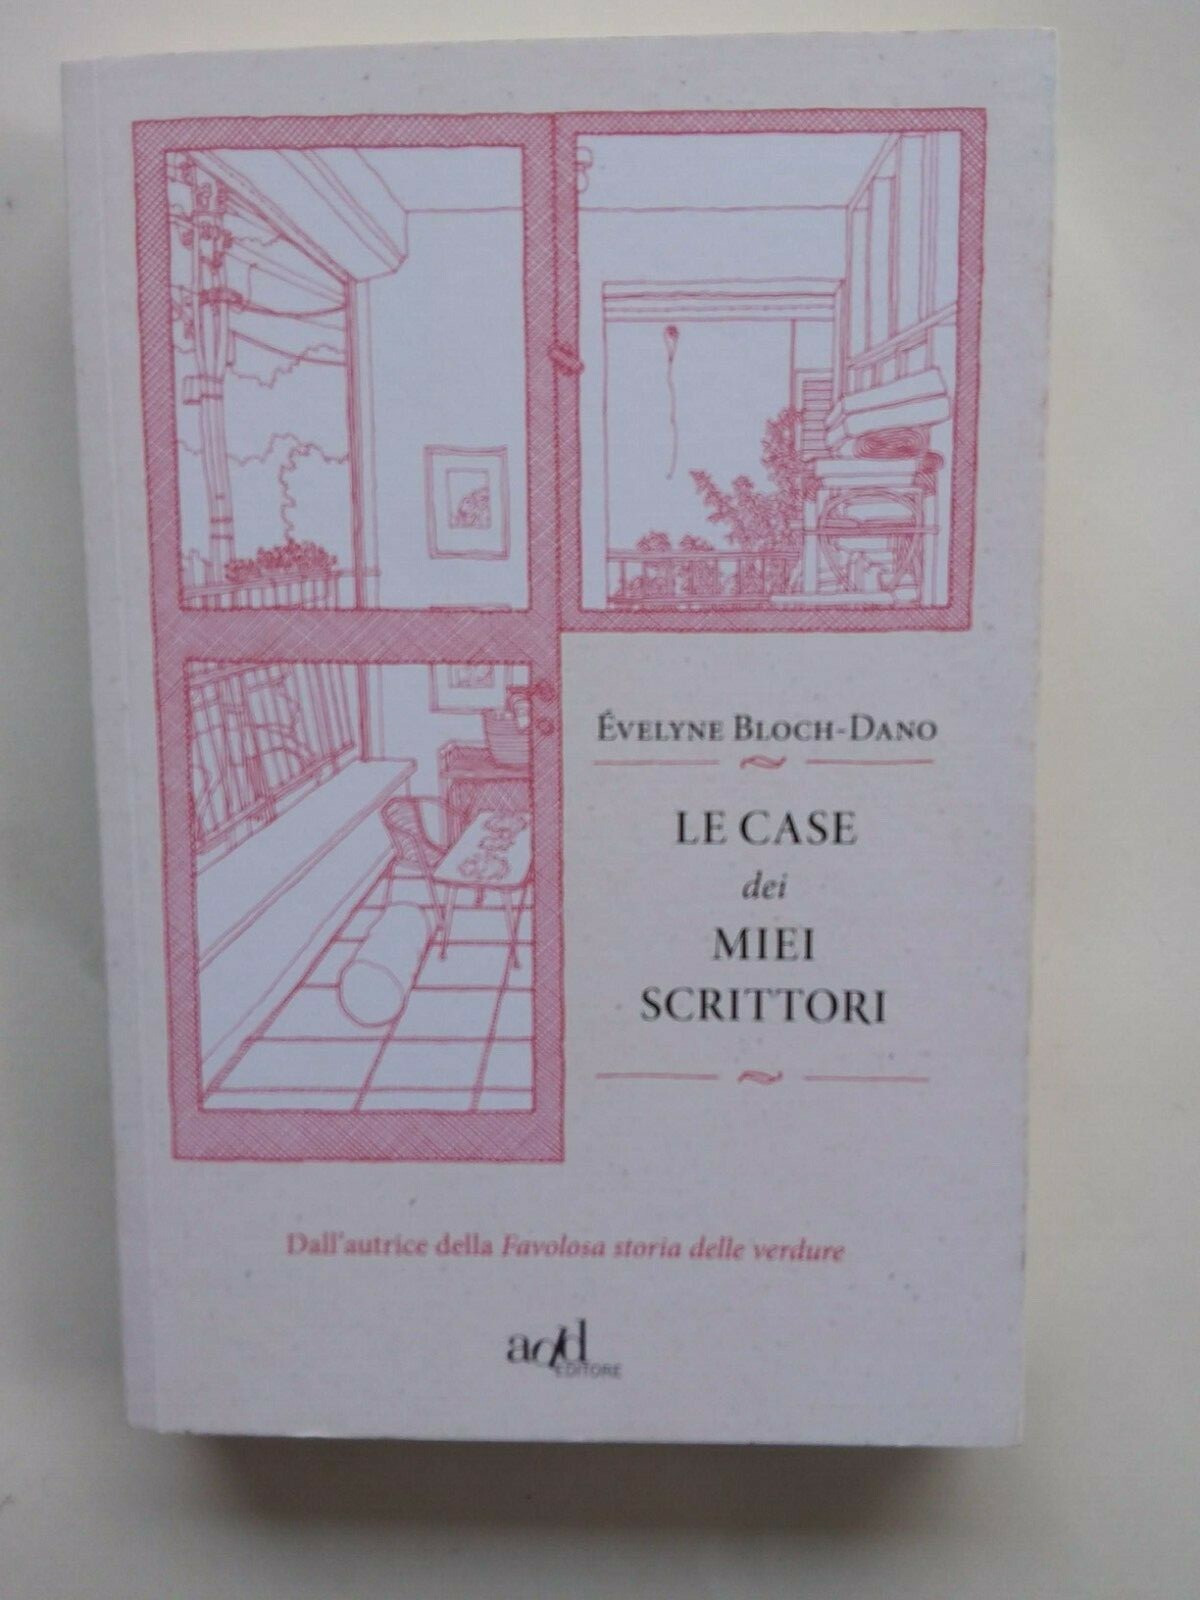 ÉVELYNE BLOCH-DANO
LE CASE
dei
MIEI
SCRITTORI
Dall'autrice della Favolosa storia delle verdure
add
EDITORE